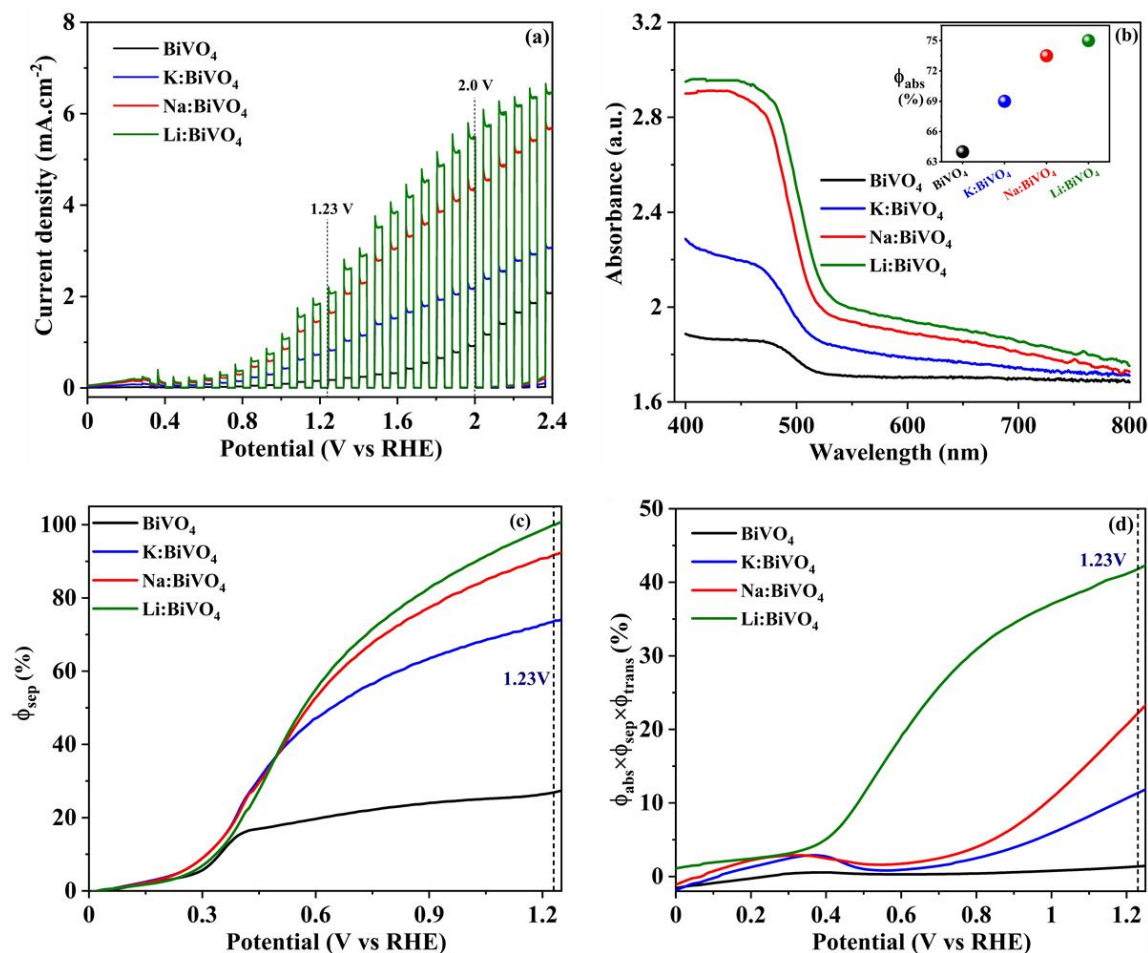 (a)
BiVO₄
K:BiVO₄
Na:BiVO₄
Li:BiVO₄
2.0 V
1.23 V
Current density (mA.cm⁻²)
8
6
4
2
0
0 0.4 0.8 1.2 1.6 2 2.4
Potential (V vs RHE)
(b)
ϕabs
(%)
75
72
69
66
63
BiVO₄ K:BiVO₄ Na:BiVO₄ Li:BiVO₄
BiVO₄
K:BiVO₄
Na:BiVO₄
Li:BiVO₄
Absorbance (a.u.)
3.2
2.8
2.4
2
1.6
400 500 600 700 800
Wavelength (nm)
(c)
BiVO₄
K:BiVO₄
Na:BiVO₄
Li:BiVO₄
1.23V
ϕsep (%)
100
80
60
40
20
0
0 0.3 0.6 0.9 1.2
Potential (V vs RHE)
(d)
BiVO₄
K:BiVO₄
Na:BiVO₄
Li:BiVO₄
1.23V
ϕabs×ϕsep×ϕtrans (%)
50
40
30
20
10
0
0 0.2 0.4 0.6 0.8 1 1.2
Potential (V vs RHE)